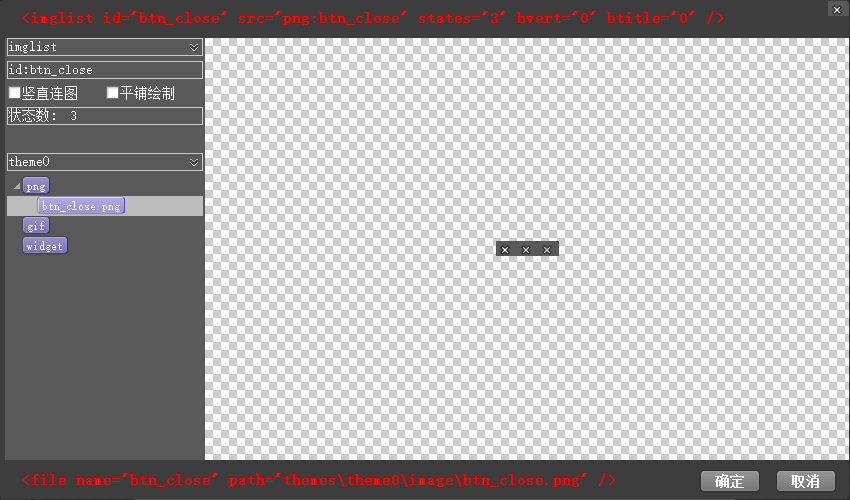 <imglist id="btn_close" src="png:btn_close" states="3" bvert="0" btitle="0" />
imglist
id:btn_close
竖直连图 平铺绘制
状态数: 3
theme0
png
btn_close.png
gif
widget
<file name="btn_close" path="themes\theme0\image\btn_close.png" />
确定 取消